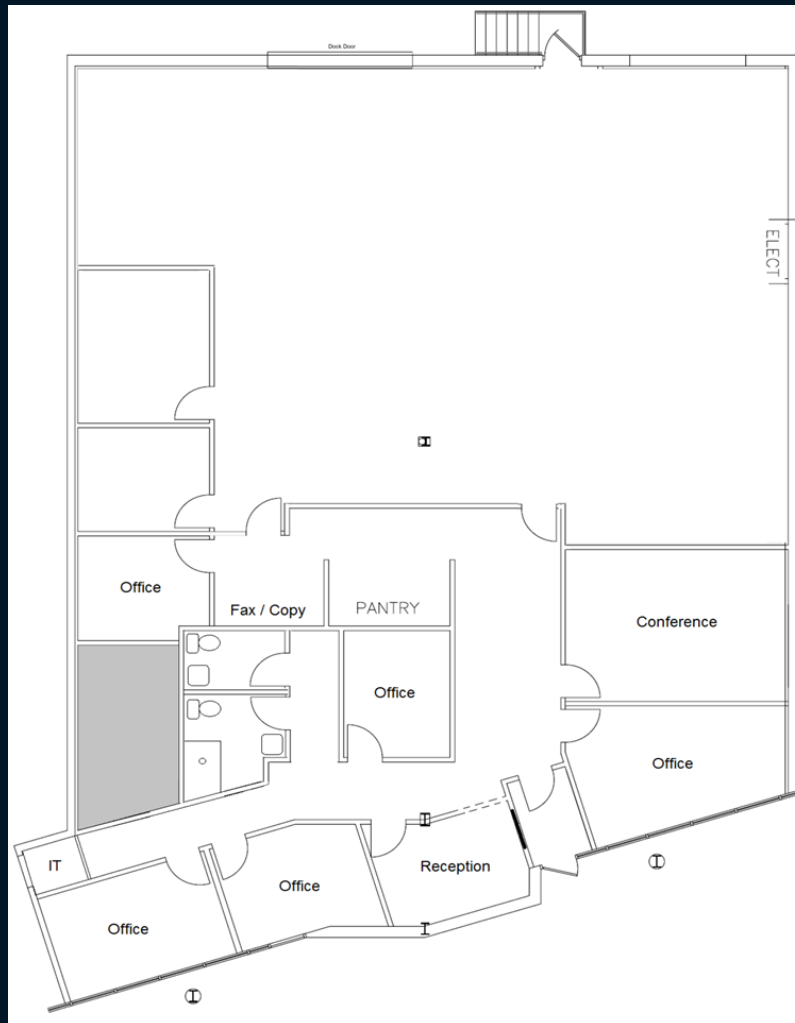 Dock Door
ELECT
Office
Fax / Copy
PANTRY
Conference
Office
Office
IT
Office
Reception
Office